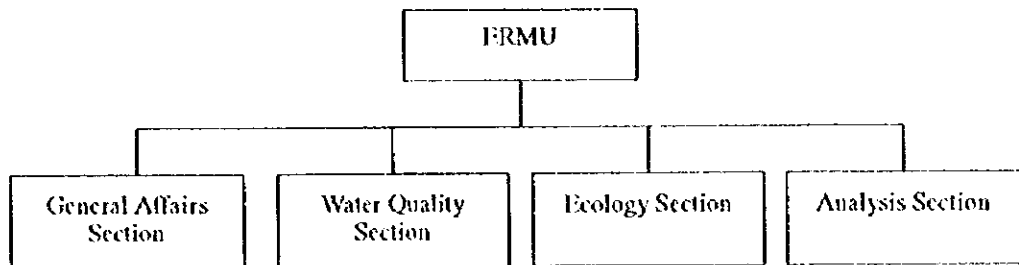 ERMU
General Affairs
Section
Water Quality
Section
Ecology Section
Analysis Section